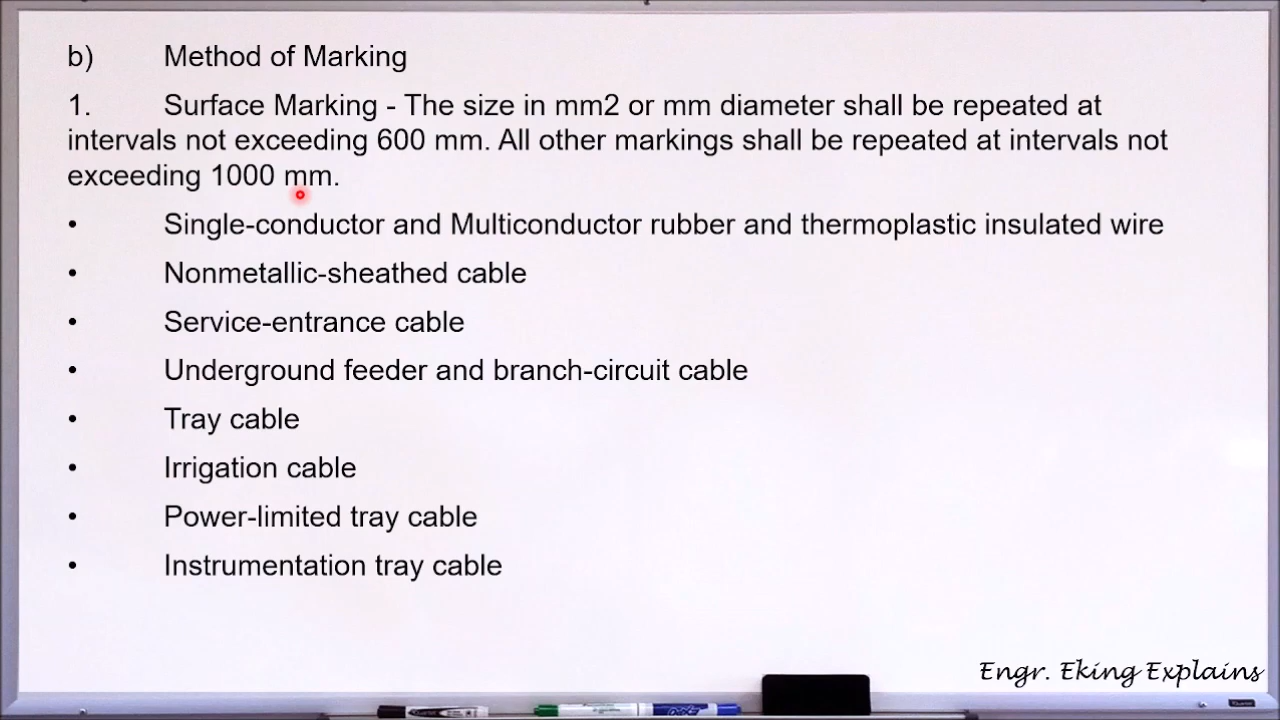 b) Method of Marking
1. Surface Marking - The size in mm2 or mm diameter shall be repeated at
intervals not exceeding 600 mm. All other markings shall be repeated at intervals not
exceeding 1000 mm.
• Single-conductor and Multiconductor rubber and thermoplastic insulated wire
• Nonmetallic-sheathed cable
• Service-entrance cable
• Underground feeder and branch-circuit cable
• Tray cable
• Irrigation cable
• Power-limited tray cable
• Instrumentation tray cable
Engr. Eking Explains